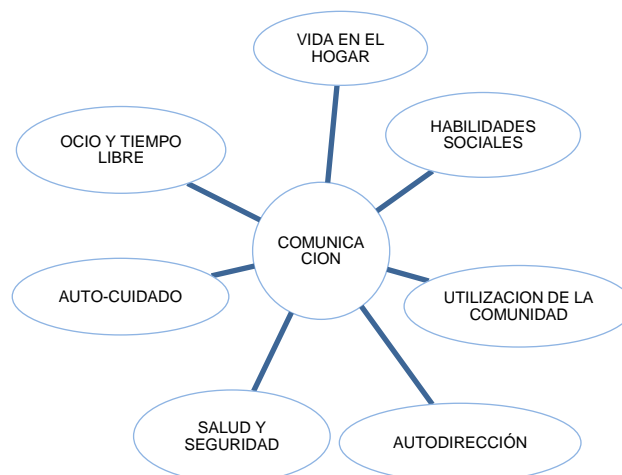 VIDA EN EL
HOGAR
HABILIDADES
SOCIALES
OCIO Y TIEMPO
LIBRE
COMUNICA
CION
AUTO-CUIDADO
UTILIZACION DE LA
COMUNIDAD
SALUD Y
SEGURIDAD
AUTODIRECCIÓN